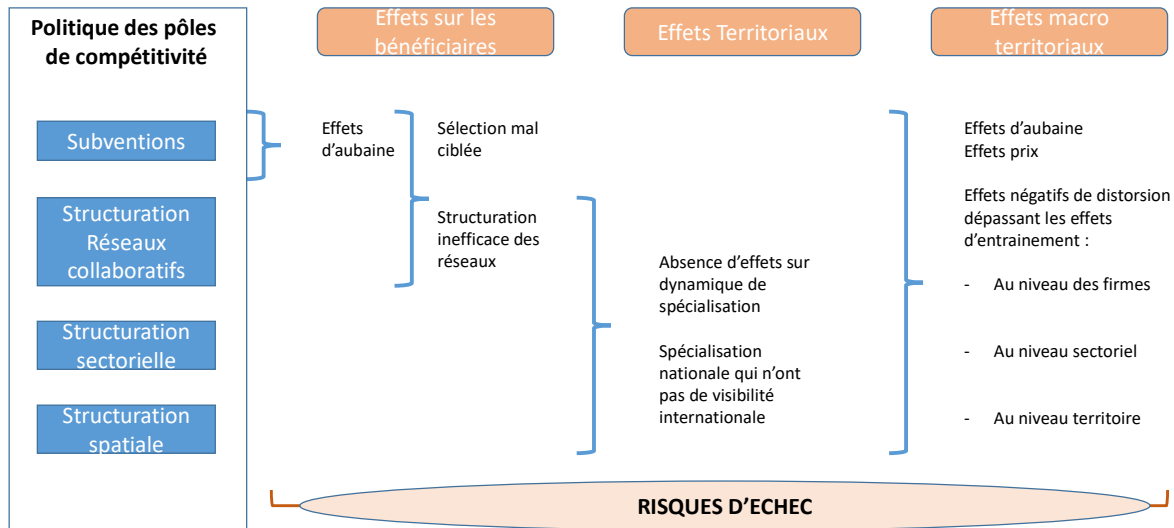 Politique des pôles
de compétitivité
Subventions
Structuration
Réseaux
collaboratifs
Structuration
sectorielle
Structuration
spatiale
Effets sur les
bénéficiaires
Effets
d'aubaine
Sélection mal
ciblée
Structuration
inefficace des
réseaux
Effets Territoriaux
Absence d'effets sur
dynamique de
spécialisation
Spécialisation
nationale qui n'ont
pas de visibilité
internationale
Effets macro
territoriaux
Effets d'aubaine
Effets prix
Effets négatifs de distorsion
dépassant les effets
d'entrainement :
- Au niveau des firmes
- Au niveau sectoriel
- Au niveau territoire
RISQUES D'ECHEC